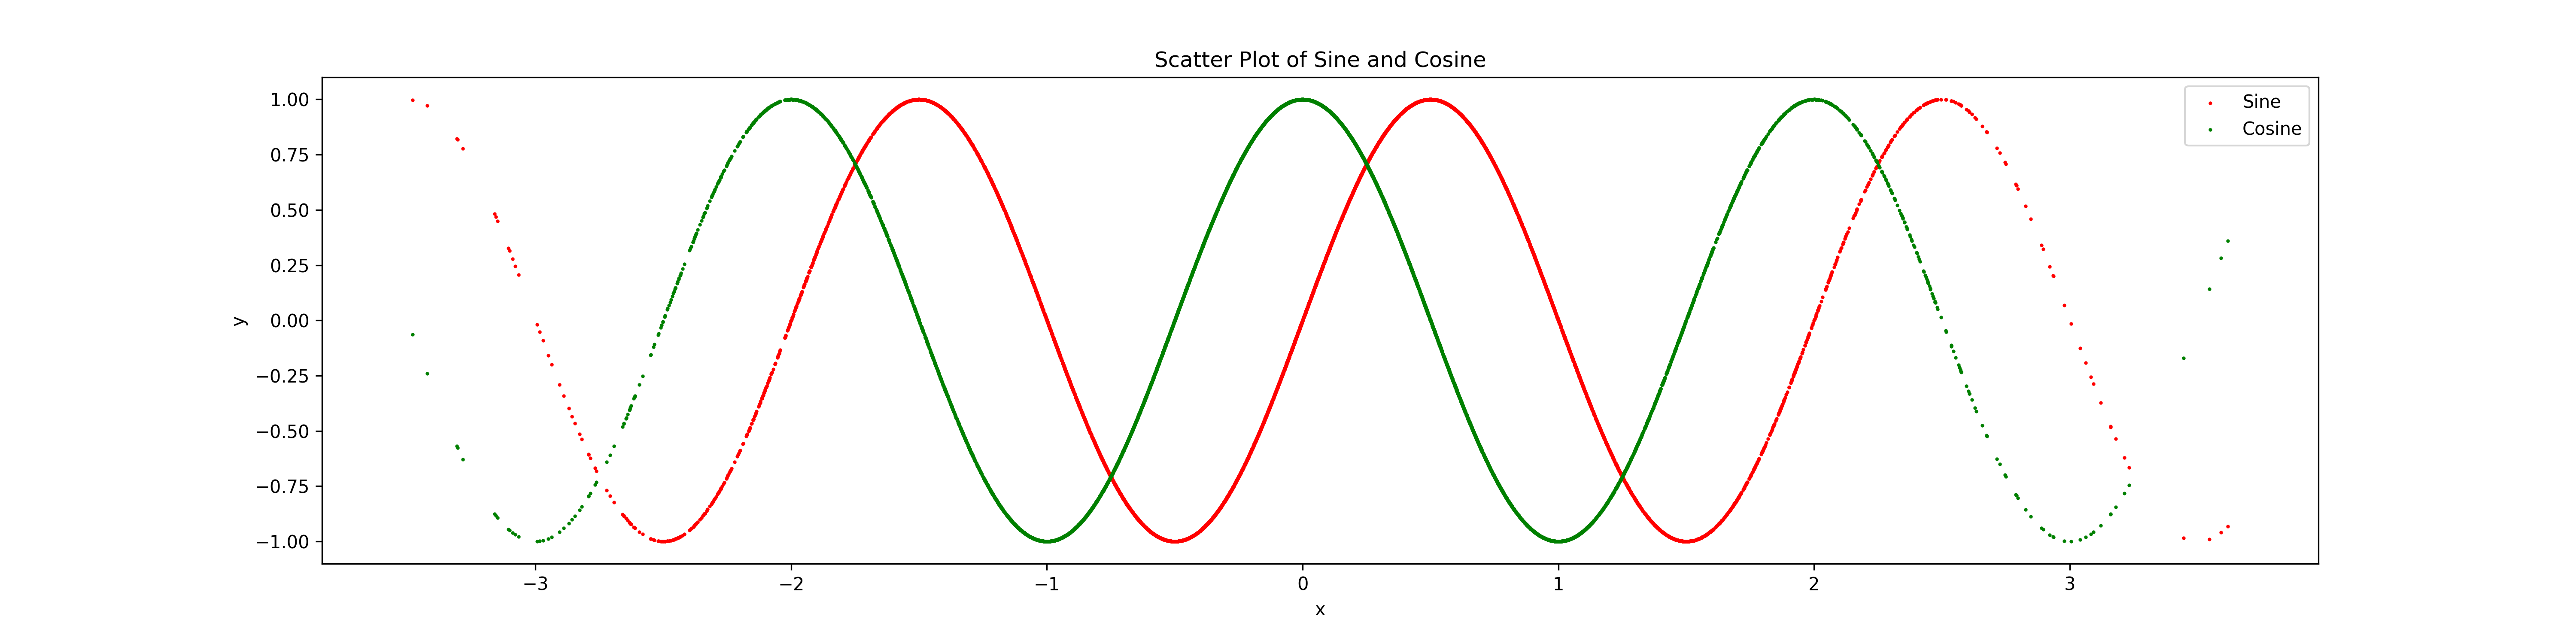 Scatter Plot of Sine and Cosine
Sine
Cosine
1.00
0.75
0.50
0.25
0.00
−0.25
−0.50
−0.75
−1.00
y
−3 −2 −1 0 1 2 3
x